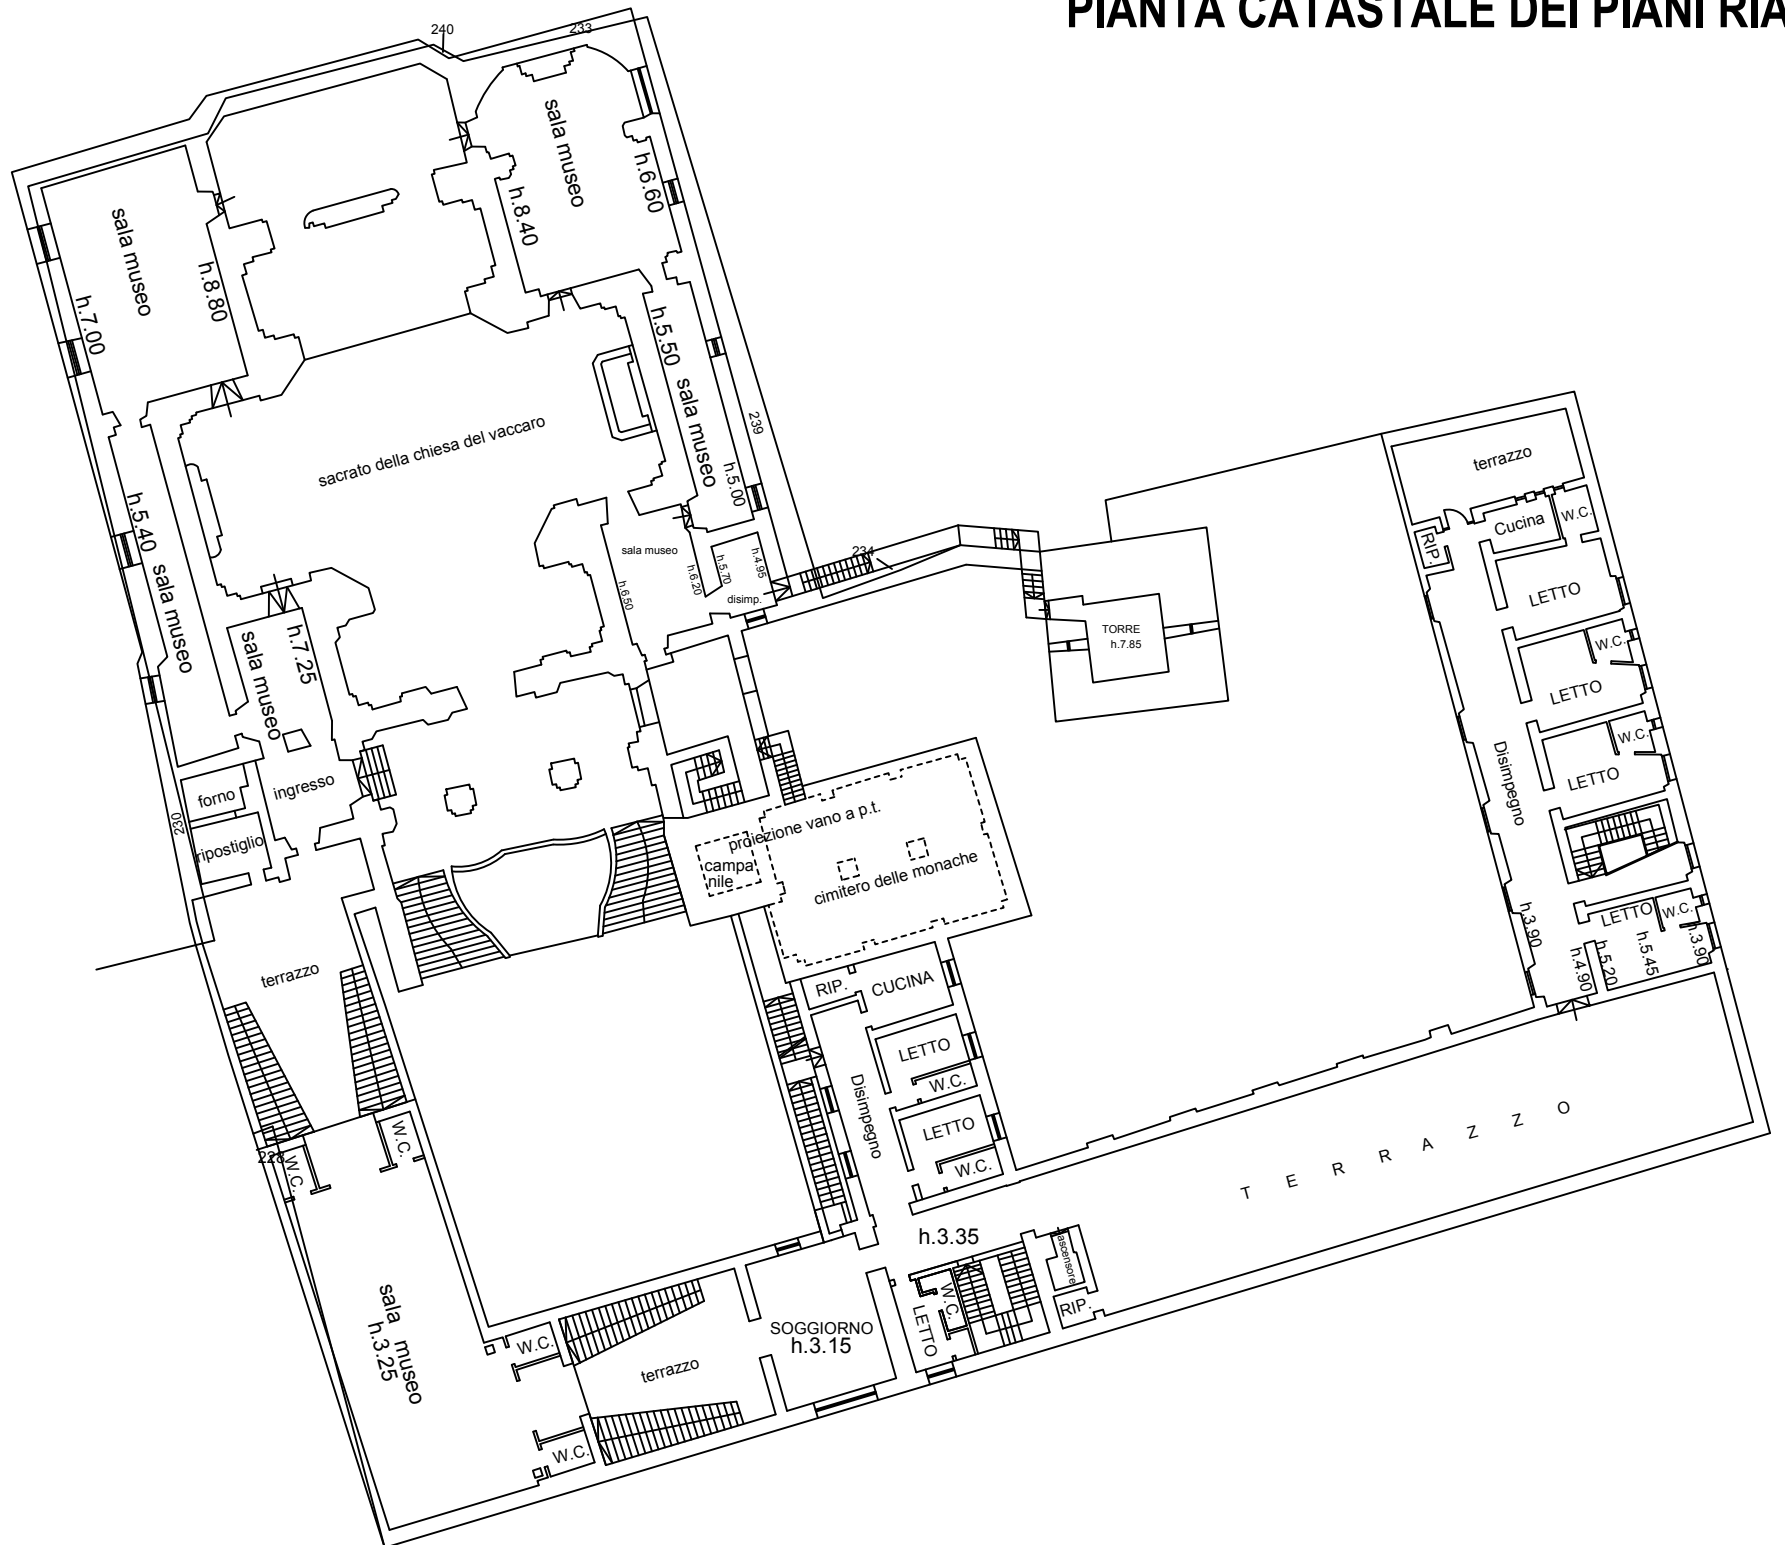 PIANTA CATASTALE DEI PIANI RIA
240
233
sala museo
h.6.60
h.8.40
sala museo
h.8.80
h.7.00
h.5.50
sala museo
h.5.00
239
sacrato della chiesa del vaccaro
h.5.40
sala museo
sala museo
h.6.50
h.6.20
h.5.70
h.4.95
disimp.
234
TORRE
h.7.85
sala museo
h.7.25
forno
ingresso
ripostiglio
230
terrazzo
228
W.C.
W.C.
sala museo
h.3.25
W.C.
W.C.
terrazzo
SOGGIORNO
h.3.15
proiezione vano a p.t.
campa
nile
cimitero delle monache
RIP.
CUCINA
LETTO
W.C.
Disimpegno
LETTO
W.C.
h.3.35
W.C.
LETTO
ascensore
RIP.
TERRAZZO
terrazzo
Cucina
W.C.
RIP.
LETTO
W.C.
LETTO
W.C.
LETTO
Disimpegno
LETTO
W.C.
h.3.90
h.4.90
h.5.20
h.5.45
h.3.90